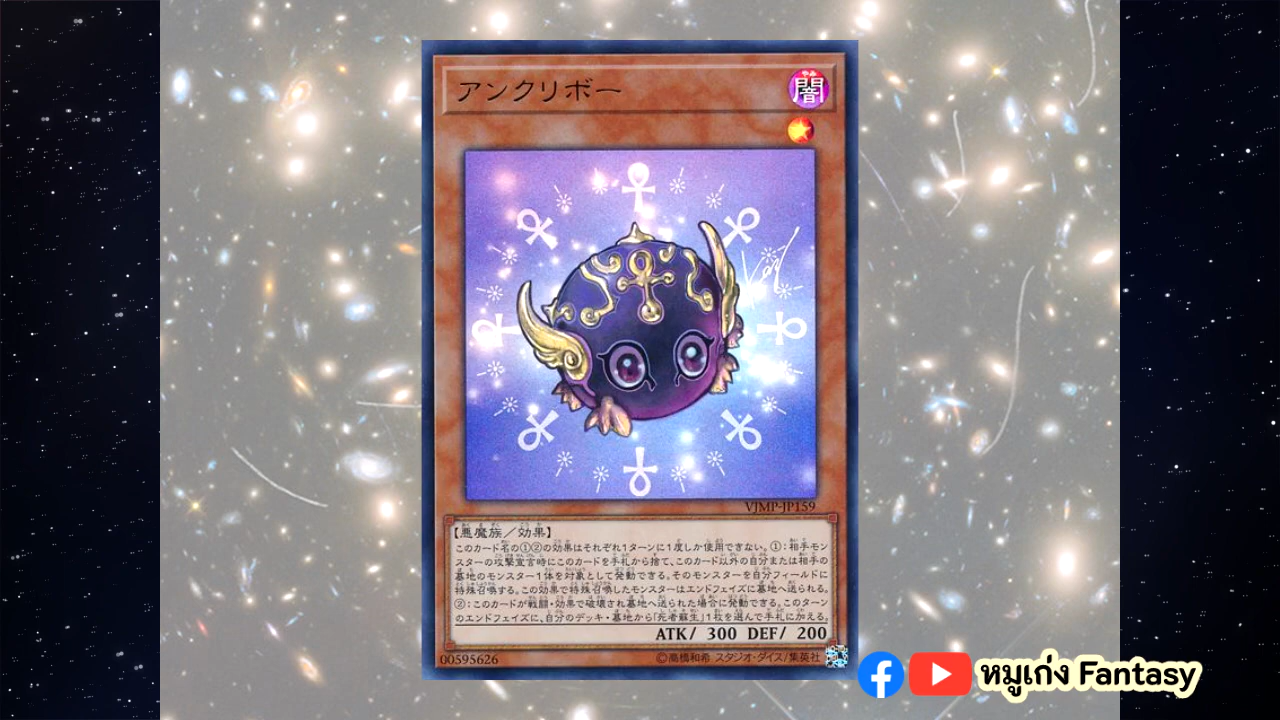 アンクリボー
闇
VJMP-JP159
【悪魔族／効果】
このカード名の①②の効果はそれぞれ1ターンに1度しか使用できない。①：相手モン
スターの攻撃宣言時にこのカードを手札から捨て、このカード以外の自分または相手の
墓地のモンスター1体を対象として発動できる。そのモンスターを自分フィールドに
特殊召喚する。この効果で特殊召喚したモンスターはエンドフェイズに墓地へ送られる。
②：このカードが戦闘・効果で破壊され墓地へ送られた場合に発動できる。このターン
のエンドフェイズに、自分のデッキ・墓地から「死者蘇生」1枚を選んで手札に加える。
ATK/ 300 DEF/ 200
00595626
©高橋和希 スタジオ・ダイス/集英社
หมูเก่ง Fantasy